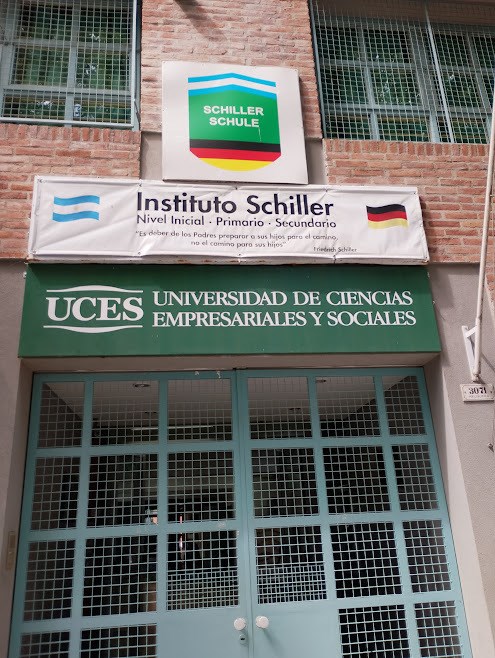 SCHILLER
SCHULE
Instituto Schiller
Nivel Inicial · Primario · Secundario
"Es deber de los Padres preparar a sus hijos para el camino,
no el camino para sus hijos"
Friedrich Schiller
UCES UNIVERSIDAD DE CIENCIAS
EMPRESARIALES Y SOCIALES
3071